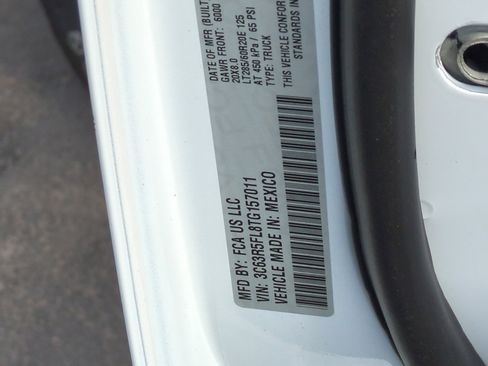 DATE OF MFR (BUILT
GAWR FRONT: 6000
20X8.0
LT285/60R20E 125
AT 450 kPa / 65 PSI
TYPE: TRUCK
THIS VEHICLE CONFOR
STANDARDS IN
MFD BY: FCA US LLC
VIN: 3C63R5FL8TG157011
VEHICLE MADE IN: MEXICO